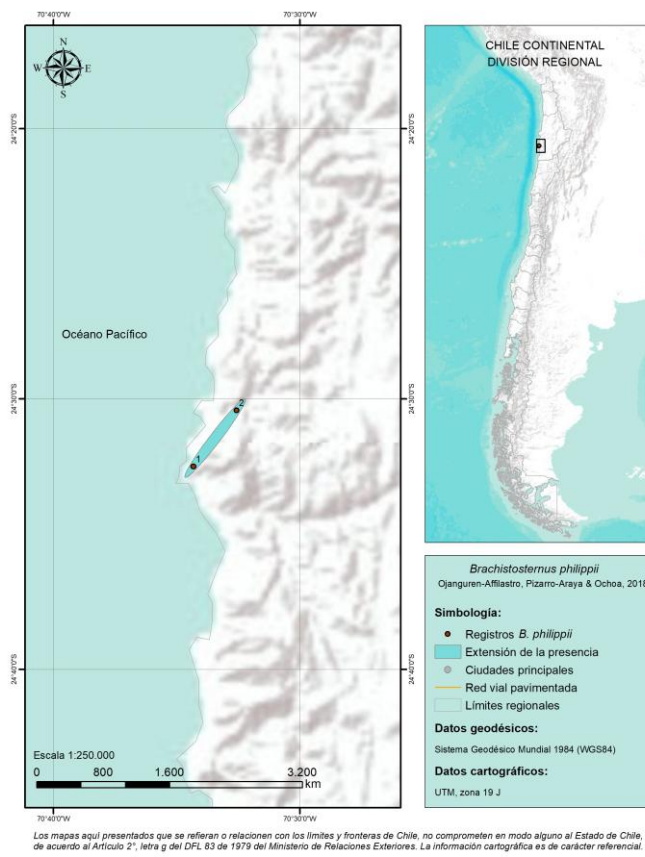 70°40'0"W
70°30'0"W
N
W
E
S
24°20'0"S
24°20'0"S
Océano Pacífico
24°30'0"S
24°30'0"S
2
1
24°40'0"S
24°40'0"S
Escala 1:250.000
0 800 1.600 3.200
km
70°40'0"W
70°30'0"W
CHILE CONTINENTAL
DIVISIÓN REGIONAL
Brachistosternus philippii
Ojanguren-Affilastro, Pizarro-Araya & Ochoa, 2018
Simbología:
Registros B. philippii
Extensión de la presencia
Ciudades principales
Red vial pavimentada
Límites regionales
Datos geodésicos:
Sistema Geodésico Mundial 1984 (WGS84)
Datos cartográficos:
UTM, zona 19 J
Los mapas aquí presentados que se refieran o relacionen con los límites y fronteras de Chile, no comprometen en modo alguno al Estado de Chile,
de acuerdo al Artículo 2°, letra g del DFL 83 de 1979 del Ministerio de Relaciones Exteriores. La información cartográfica es de carácter referencial.